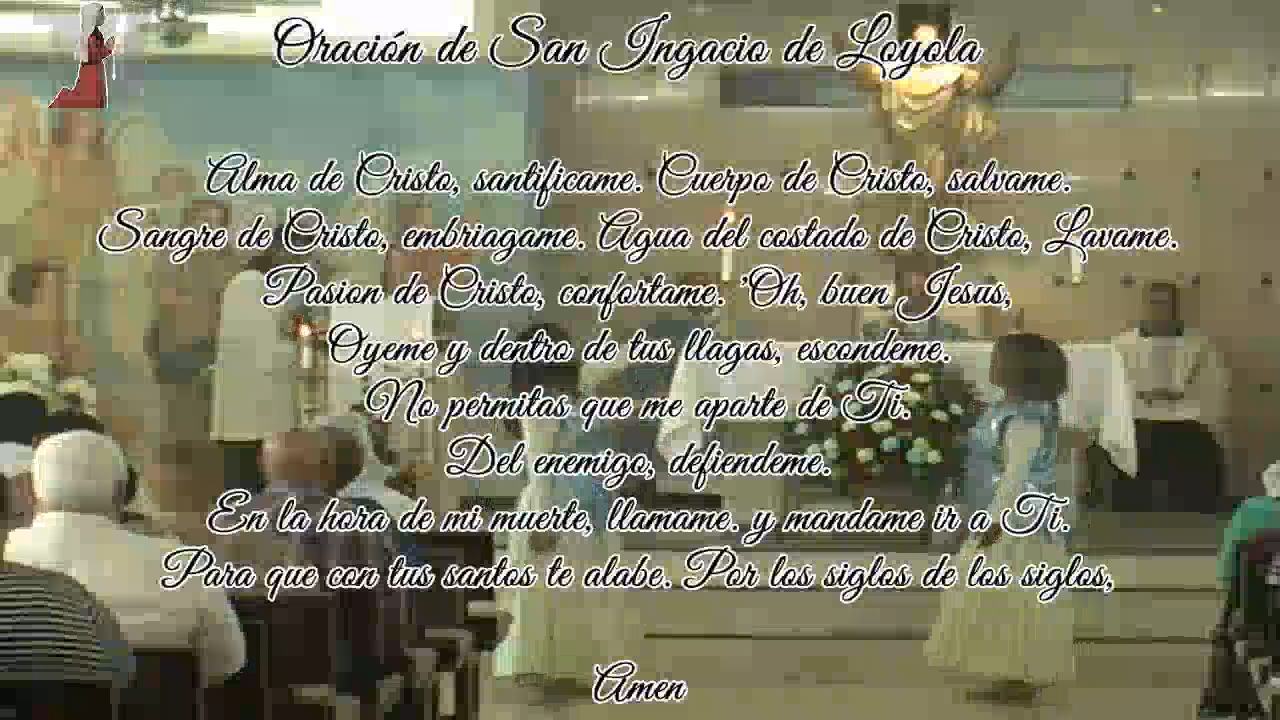 Oración de San Ingacio de Loyola
Alma de Cristo, santificame. Cuerpo de Cristo, salvame.
Sangre de Cristo, embriagame. Agua del costado de Cristo, Lavame.
Pasion de Cristo, confortame. 'Oh, buen Jesus,
Oyeme y dentro de tus llagas, escondeme.
No permitas que me aparte de Ti.
Del enemigo, defiendeme.
En la hora de mi muerte, llamame. y mandame ir a Ti.
Para que con tus santos te alabe. Por los siglos de los siglos,
Amen